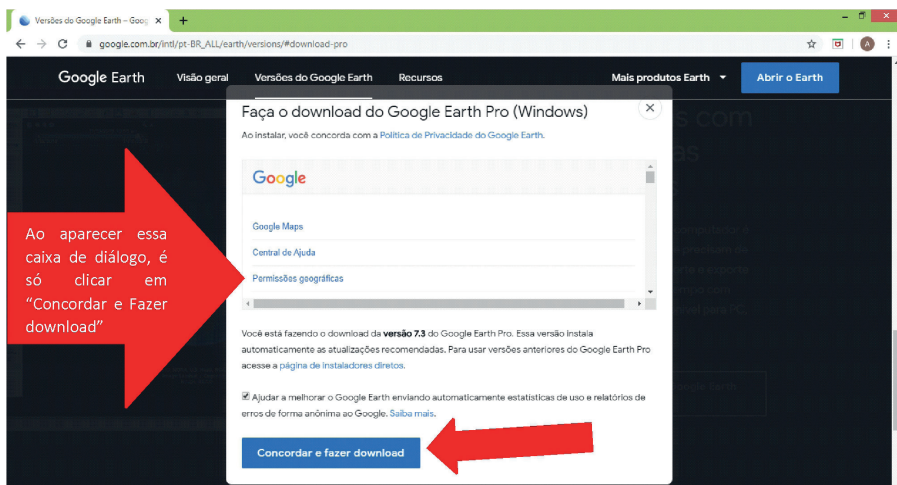 Versões do Google Earth – Goog
google.com.br/intl/pt-BR_ALL/earth/versions/#download-pro
A
Google Earth
Visão geral
Versões do Google Earth
Recursos
Mais produtos Earth
Abrir o Earth
Faça o download do Google Earth Pro (Windows)
Ao instalar, você concorda com a Política de Privacidade do Google Earth.
Google
Google Maps
Central de Ajuda
Permissões geográficas
Ao aparecer essa
caixa de diálogo, é
só clicar em
“Concordar e Fazer
download”
Você está fazendo o download da versão 7.3 do Google Earth Pro. Essa versão instala
automaticamente as atualizações recomendadas. Para usar versões anteriores do Google Earth Pro
acesse a página de instaladores diretos.
Ajudar a melhorar o Google Earth enviando automaticamente estatísticas de uso e relatórios de
erros de forma anônima ao Google. Saiba mais.
Concordar e fazer download
s com
as